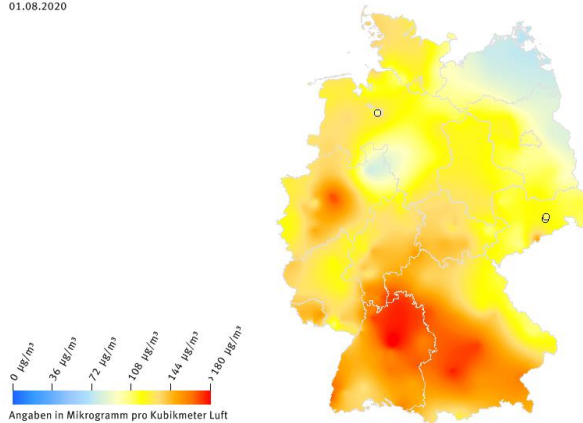 01.08.2020
0 µg/m³
36 µg/m³
72 µg/m³
108 µg/m³
144 µg/m³
>180 µg/m³
Angaben in Mikrogramm pro Kubikmeter Luft